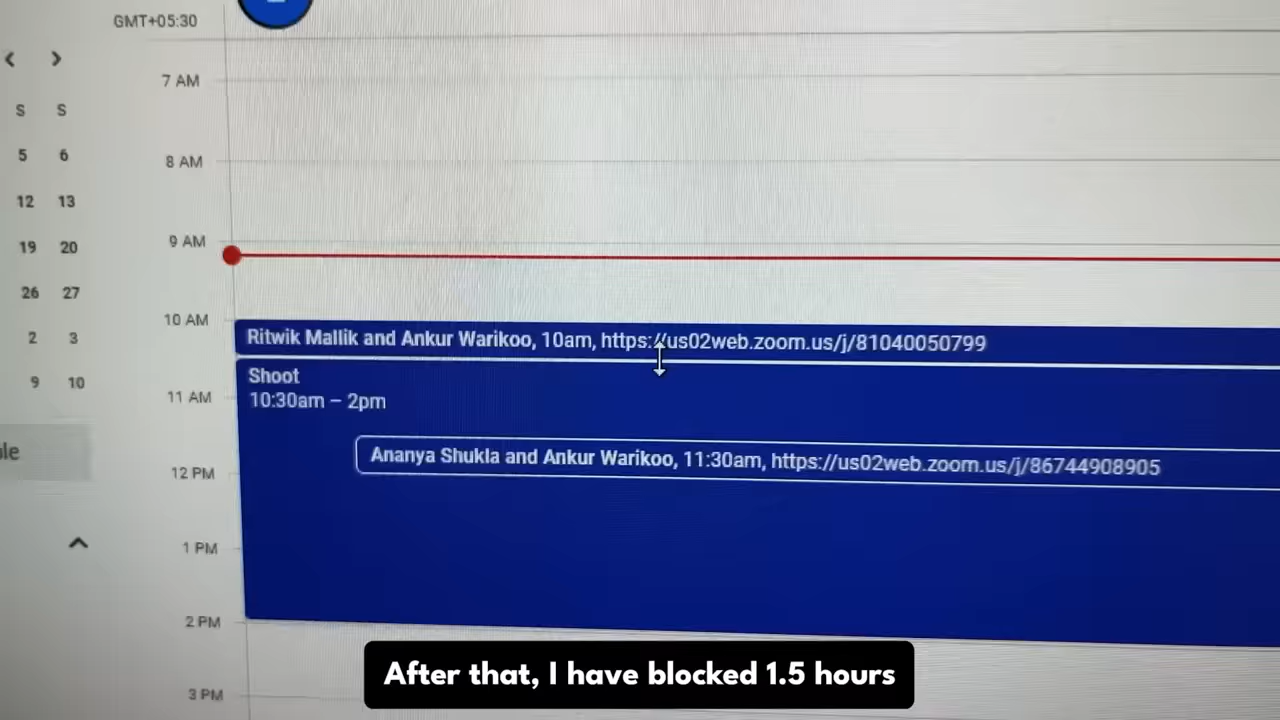 GMT+05:30
7 AM
S S
5 6
8 AM
12 13
9 AM
19 20
26 27
10 AM
Ritwik Mallik and Ankur Warikoo, 10am, https://us02web.zoom.us/j/81040050799
2 3
Shoot
9 10
11 AM
10:30am – 2pm
Ananya Shukla and Ankur Warikoo, 11:30am, https://us02web.zoom.us/j/86744908905
12 PM
1 PM
2 PM
After that, I have blocked 1.5 hours
3 PM